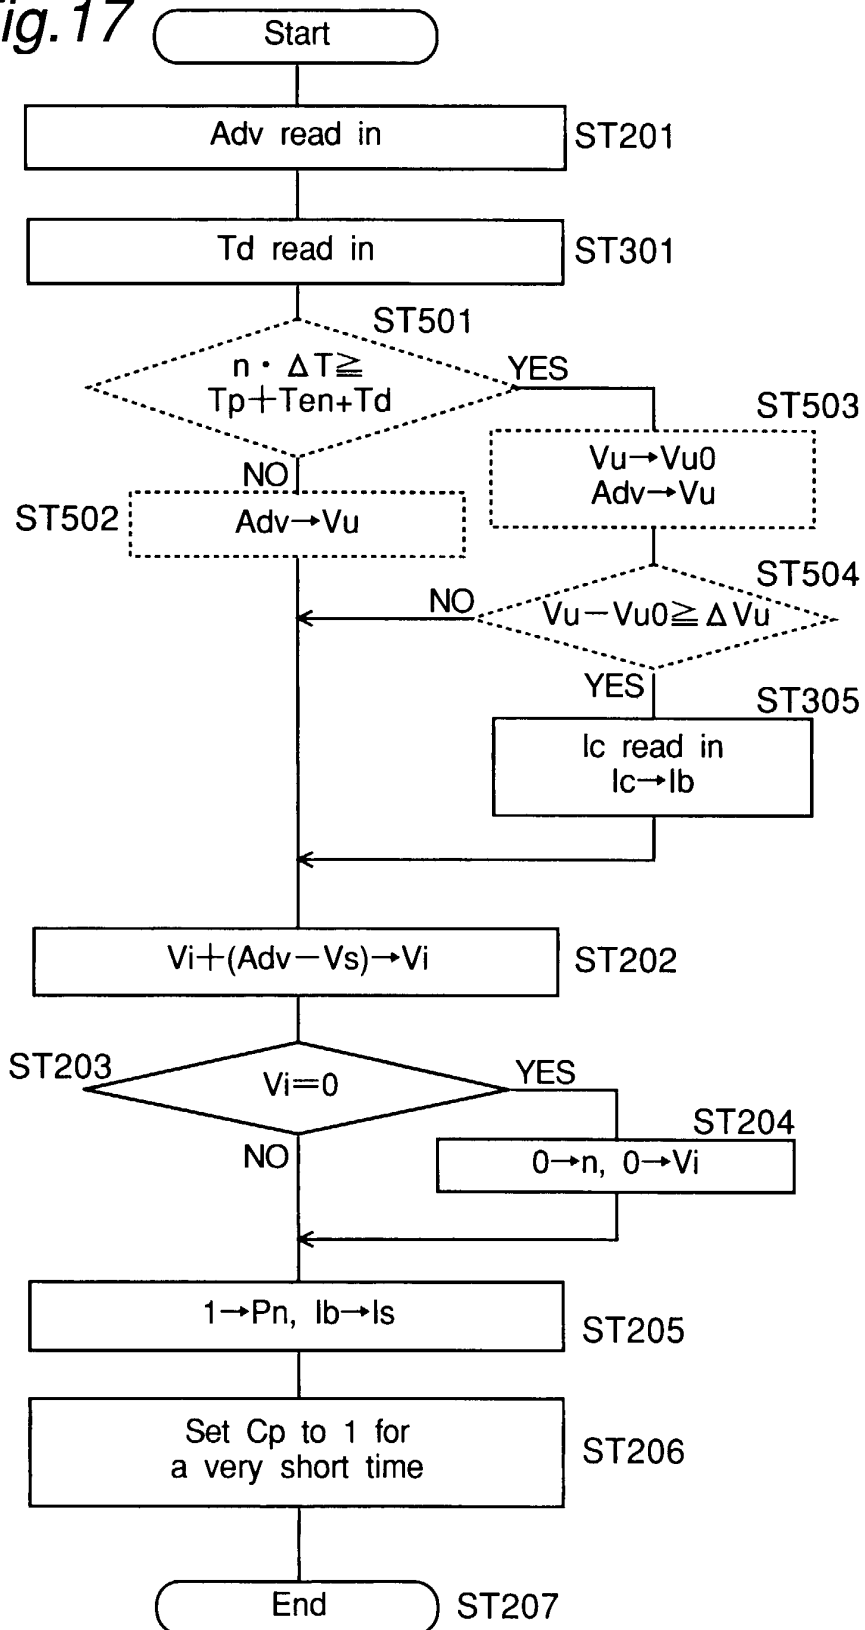 ig.17
Start
Adv read in
ST201
Td read in
ST301
ST501
n · ΔT≧
Tp+Ten+Td
YES
ST503
Vu→Vu0
Adv→Vu
NO
ST502
Adv→Vu
ST504
NO
Vu−Vu0≧ΔVu
YES
ST305
Ic read in
Ic→Ib
Vi+(Adv−Vs)→Vi
ST202
ST203
Vi=0
YES
ST204
NO
0→n, 0→Vi
1→Pn, Ib→Is
ST205
Set Cp to 1 for
a very short time
ST206
End
ST207